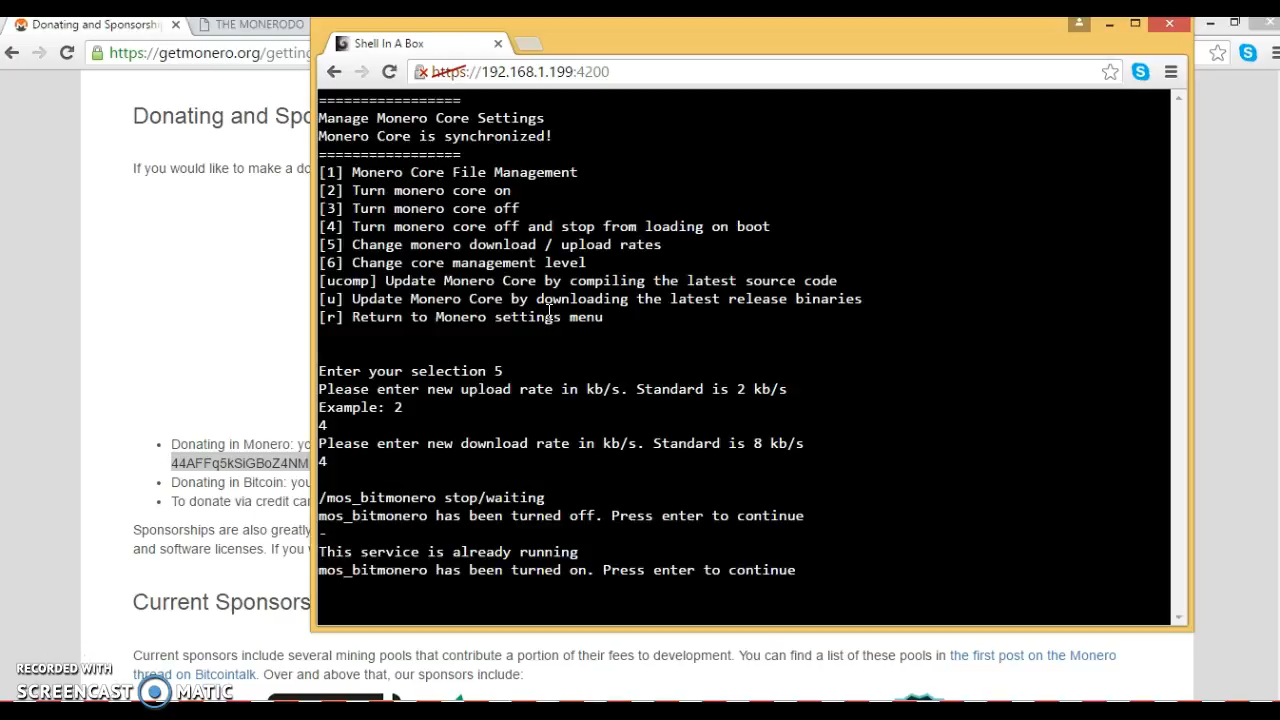 Donating and Sponsorsh
THE MONERODO
https://getmonero.org/getting
Shell In A Box
https://192.168.1.199:4200
Donating and Spo
If you would like to make a do
=================
Manage Monero Core Settings
Monero Core is synchronized!
=================
[1] Monero Core File Management
[2] Turn monero core on
[3] Turn monero core off
[4] Turn monero core off and stop from loading on boot
[5] Change monero download / upload rates
[6] Change core management level
[ucomp] Update Monero Core by compiling the latest source code
[u] Update Monero Core by downloading the latest release binaries
[r] Return to Monero settings menu
Enter your selection 5
Please enter new upload rate in kb/s. Standard is 2 kb/s
Example: 2
4
Please enter new download rate in kb/s. Standard is 8 kb/s
4
/mos_bitmonero stop/waiting
mos_bitmonero has been turned off. Press enter to continue
-
This service is already running
mos_bitmonero has been turned on. Press enter to continue
Donating in Monero: yo
44AFFq5kSiGBoZ4NM
Donating in Bitcoin: you
To donate via credit car
Sponsorships are also greatly
and software licenses. If you
Current Sponsors
Current sponsors include several mining pools that contribute a portion of their fees to development. You can find a list of these pools in the first post on the Monero
thread on Bitcointalk. Over and above that, our sponsors include:
RECORDED WITH
SCREENCAST MATIC